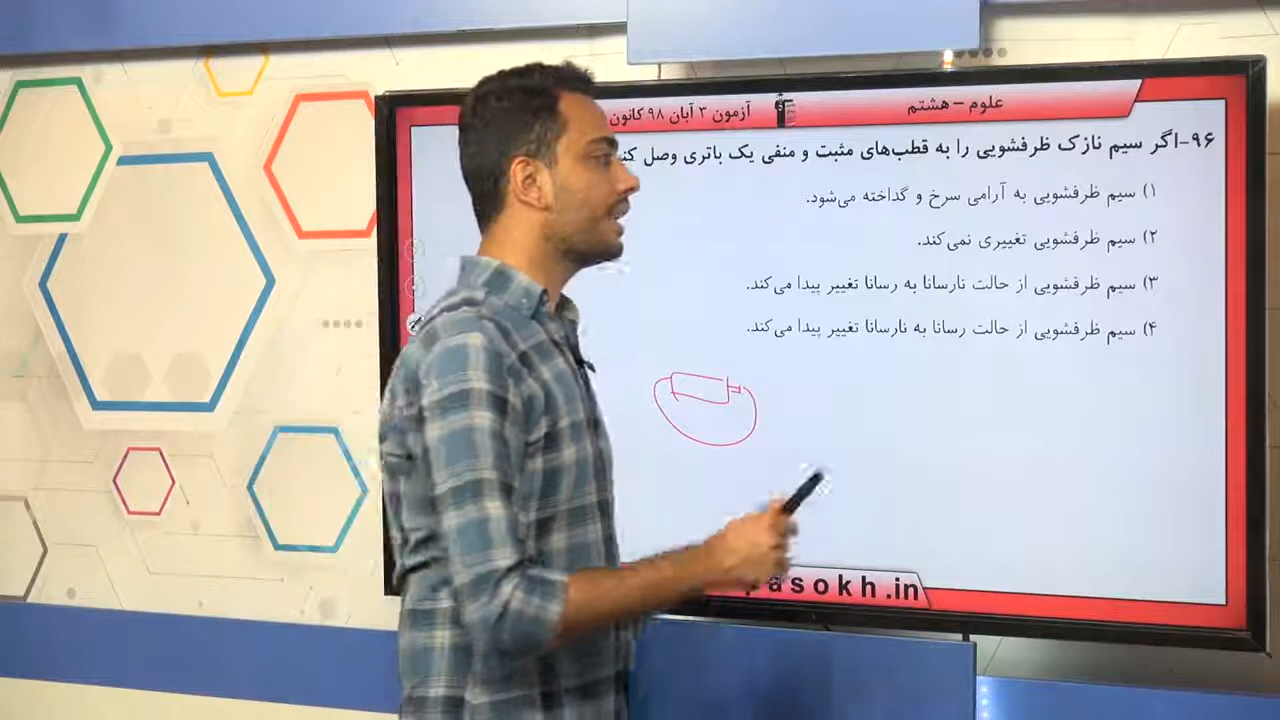 علوم – هشتم
آزمون ۳ آبان ۹۸ کانون
۹۶-اگر سیم نازک ظرفشویی را به قطب‌های مثبت و منفی یک باتری وصل
۱) سیم ظرفشویی به آرامی سرخ و گداخته می‌شود.
۲) سیم ظرفشویی تغییری نمی‌کند.
۳) سیم ظرفشویی از حالت نارسانا به رسانا تغییر پیدا می‌کند.
۴) سیم ظرفشویی از حالت رسانا به نارسانا تغییر پیدا می‌کند.
pasokh.in